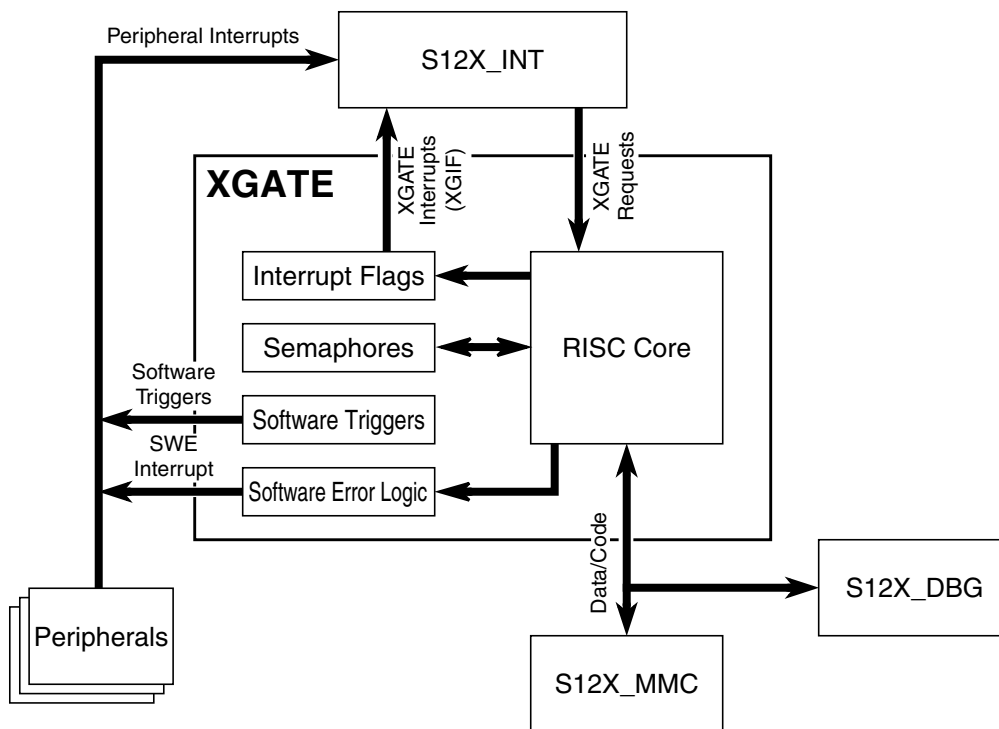 Peripheral Interrupts
S12X_INT
XGATE
XGATE
Interrupts
(XGIF)
XGATE
Requests
Interrupt Flags
Semaphores
RISC Core
Software
Triggers
Software Triggers
SWE
Interrupt
Software Error Logic
Data/Code
S12X_DBG
Peripherals
S12X_MMC